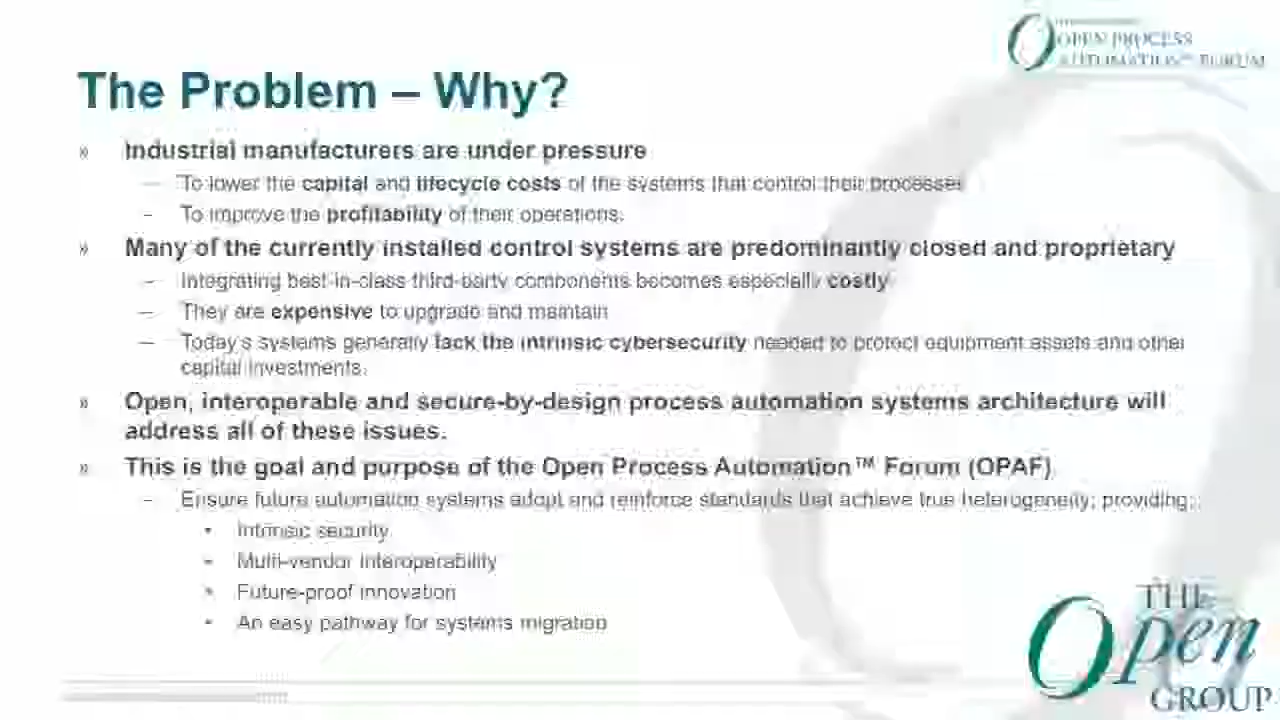 OPEN PROCESS
AUTOMATION™ FORUM
The Problem – Why?
» Industrial manufacturers are under pressure
– To lower the capital and lifecycle costs of the systems that control their processes
– To improve the profitability of their operations.
» Many of the currently installed control systems are predominantly closed and proprietary
– Integrating best-in-class third-party components becomes especially costly
– They are expensive to upgrade and maintain
– Today's systems generally lack the intrinsic cybersecurity needed to protect equipment assets and other
capital investments.
» Open, interoperable and secure-by-design process automation systems architecture will
address all of these issues.
» This is the goal and purpose of the Open Process Automation™ Forum (OPAF)
– Ensure future automation systems adopt and reinforce standards that achieve true heterogeneity; providing:
• Intrinsic security
• Multi-vendor interoperability
• Future-proof innovation
• An easy pathway for systems migration
THE
Open
GROUP